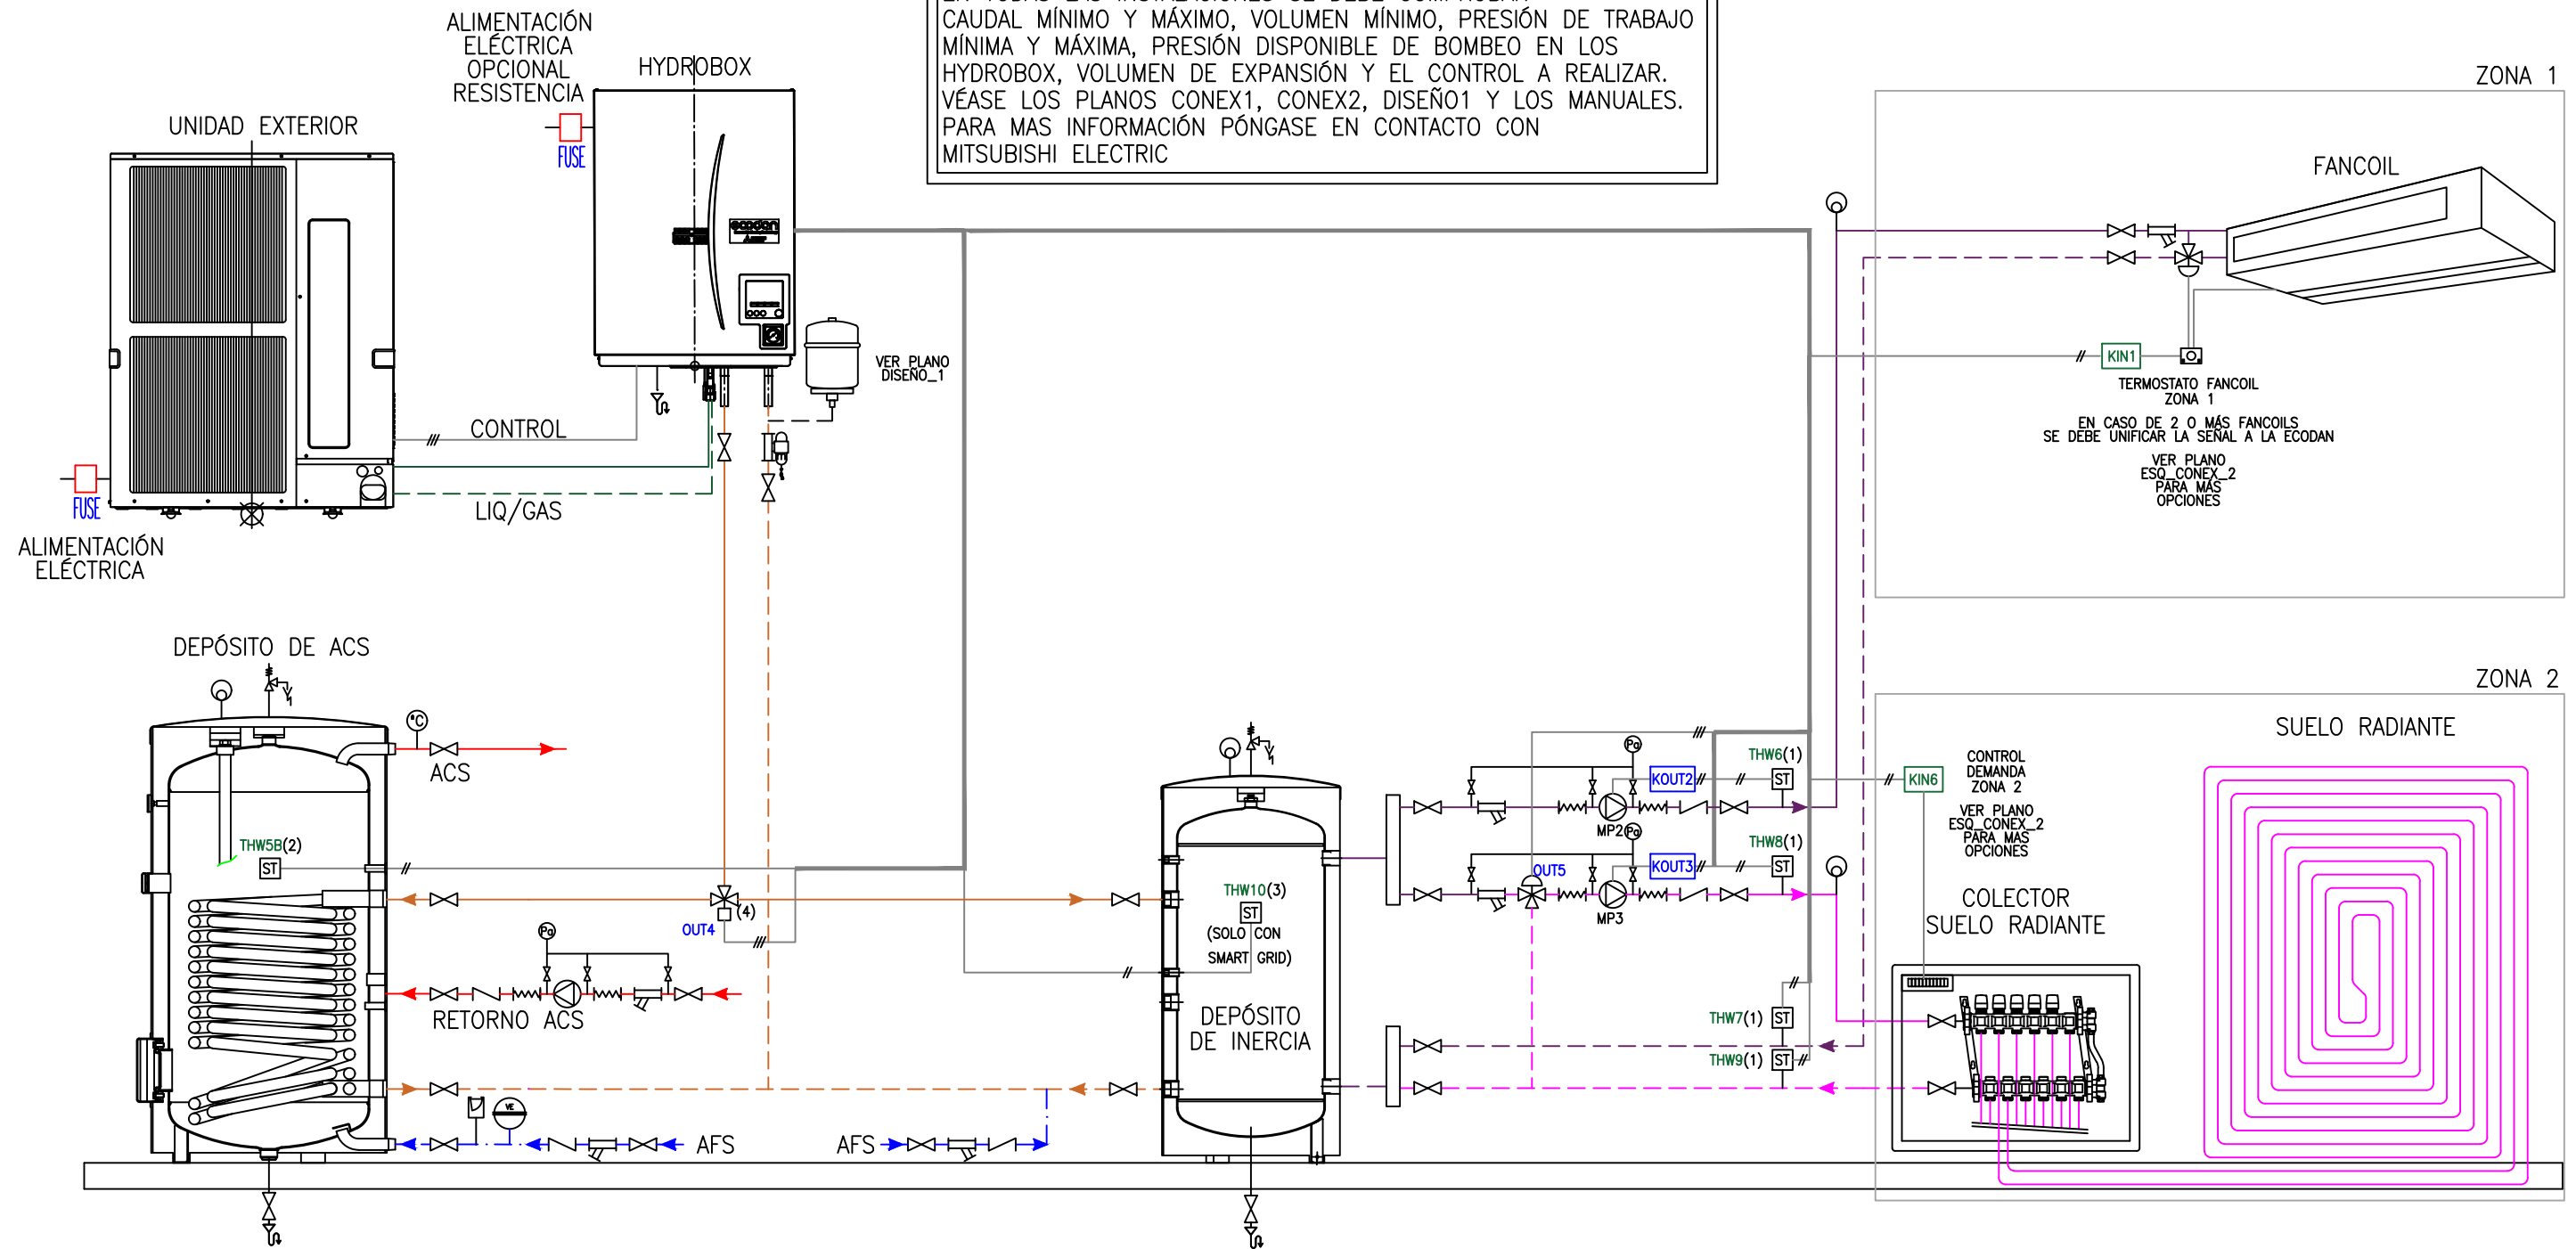 CAUDAL MÍNIMO Y MÁXIMO, VOLUMEN MÍNIMO, PRESIÓN DE TRABAJO
MÍNIMA Y MÁXIMA, PRESIÓN DISPONIBLE DE BOMBEO EN LOS
HYDROBOX, VOLUMEN DE EXPANSIÓN Y EL CONTROL A REALIZAR.
VÉASE LOS PLANOS CONEX1, CONEX2, DISEÑO1 Y LOS MANUALES.
PARA MAS INFORMACIÓN PÓNGASE EN CONTACTO CON
MITSUBISHI ELECTRIC
ALIMENTACIÓN
ELÉCTRICA
OPCIONAL
RESISTENCIA
HYDROBOX
FUSE
UNIDAD EXTERIOR
ecodan
VER PLANO
DISEÑO_1
CONTROL
LIQ/GAS
FUSE
ALIMENTACIÓN
ELÉCTRICA
ZONA 1
FANCOIL
KIN1
TERMOSTATO FANCOIL
ZONA 1
EN CASO DE 2 O MÁS FANCOILS
SE DEBE UNIFICAR LA SEÑAL A LA ECODAN
VER PLANO
ESQ_CONEX_2
PARA MÁS
OPCIONES
DEPÓSITO DE ACS
ºC
ACS
THW5B(2)
ST
(4)
OUT4
Pa
RETORNO ACS
VE
AFS
AFS
THW10(3)
ST
(SOLO CON
SMART GRID)
DEPÓSITO
DE INERCIA
Pa
KOUT2
THW6(1)
ST
MP2
Pa
OUT5
KOUT3
THW8(1)
ST
MP3
THW7(1)
ST
THW9(1)
ST
ZONA 2
SUELO RADIANTE
KIN6
CONTROL
DEMANDA
ZONA 2
VER PLANO
ESQ_CONEX_2
PARA MAS
OPCIONES
COLECTOR
SUELO RADIANTE